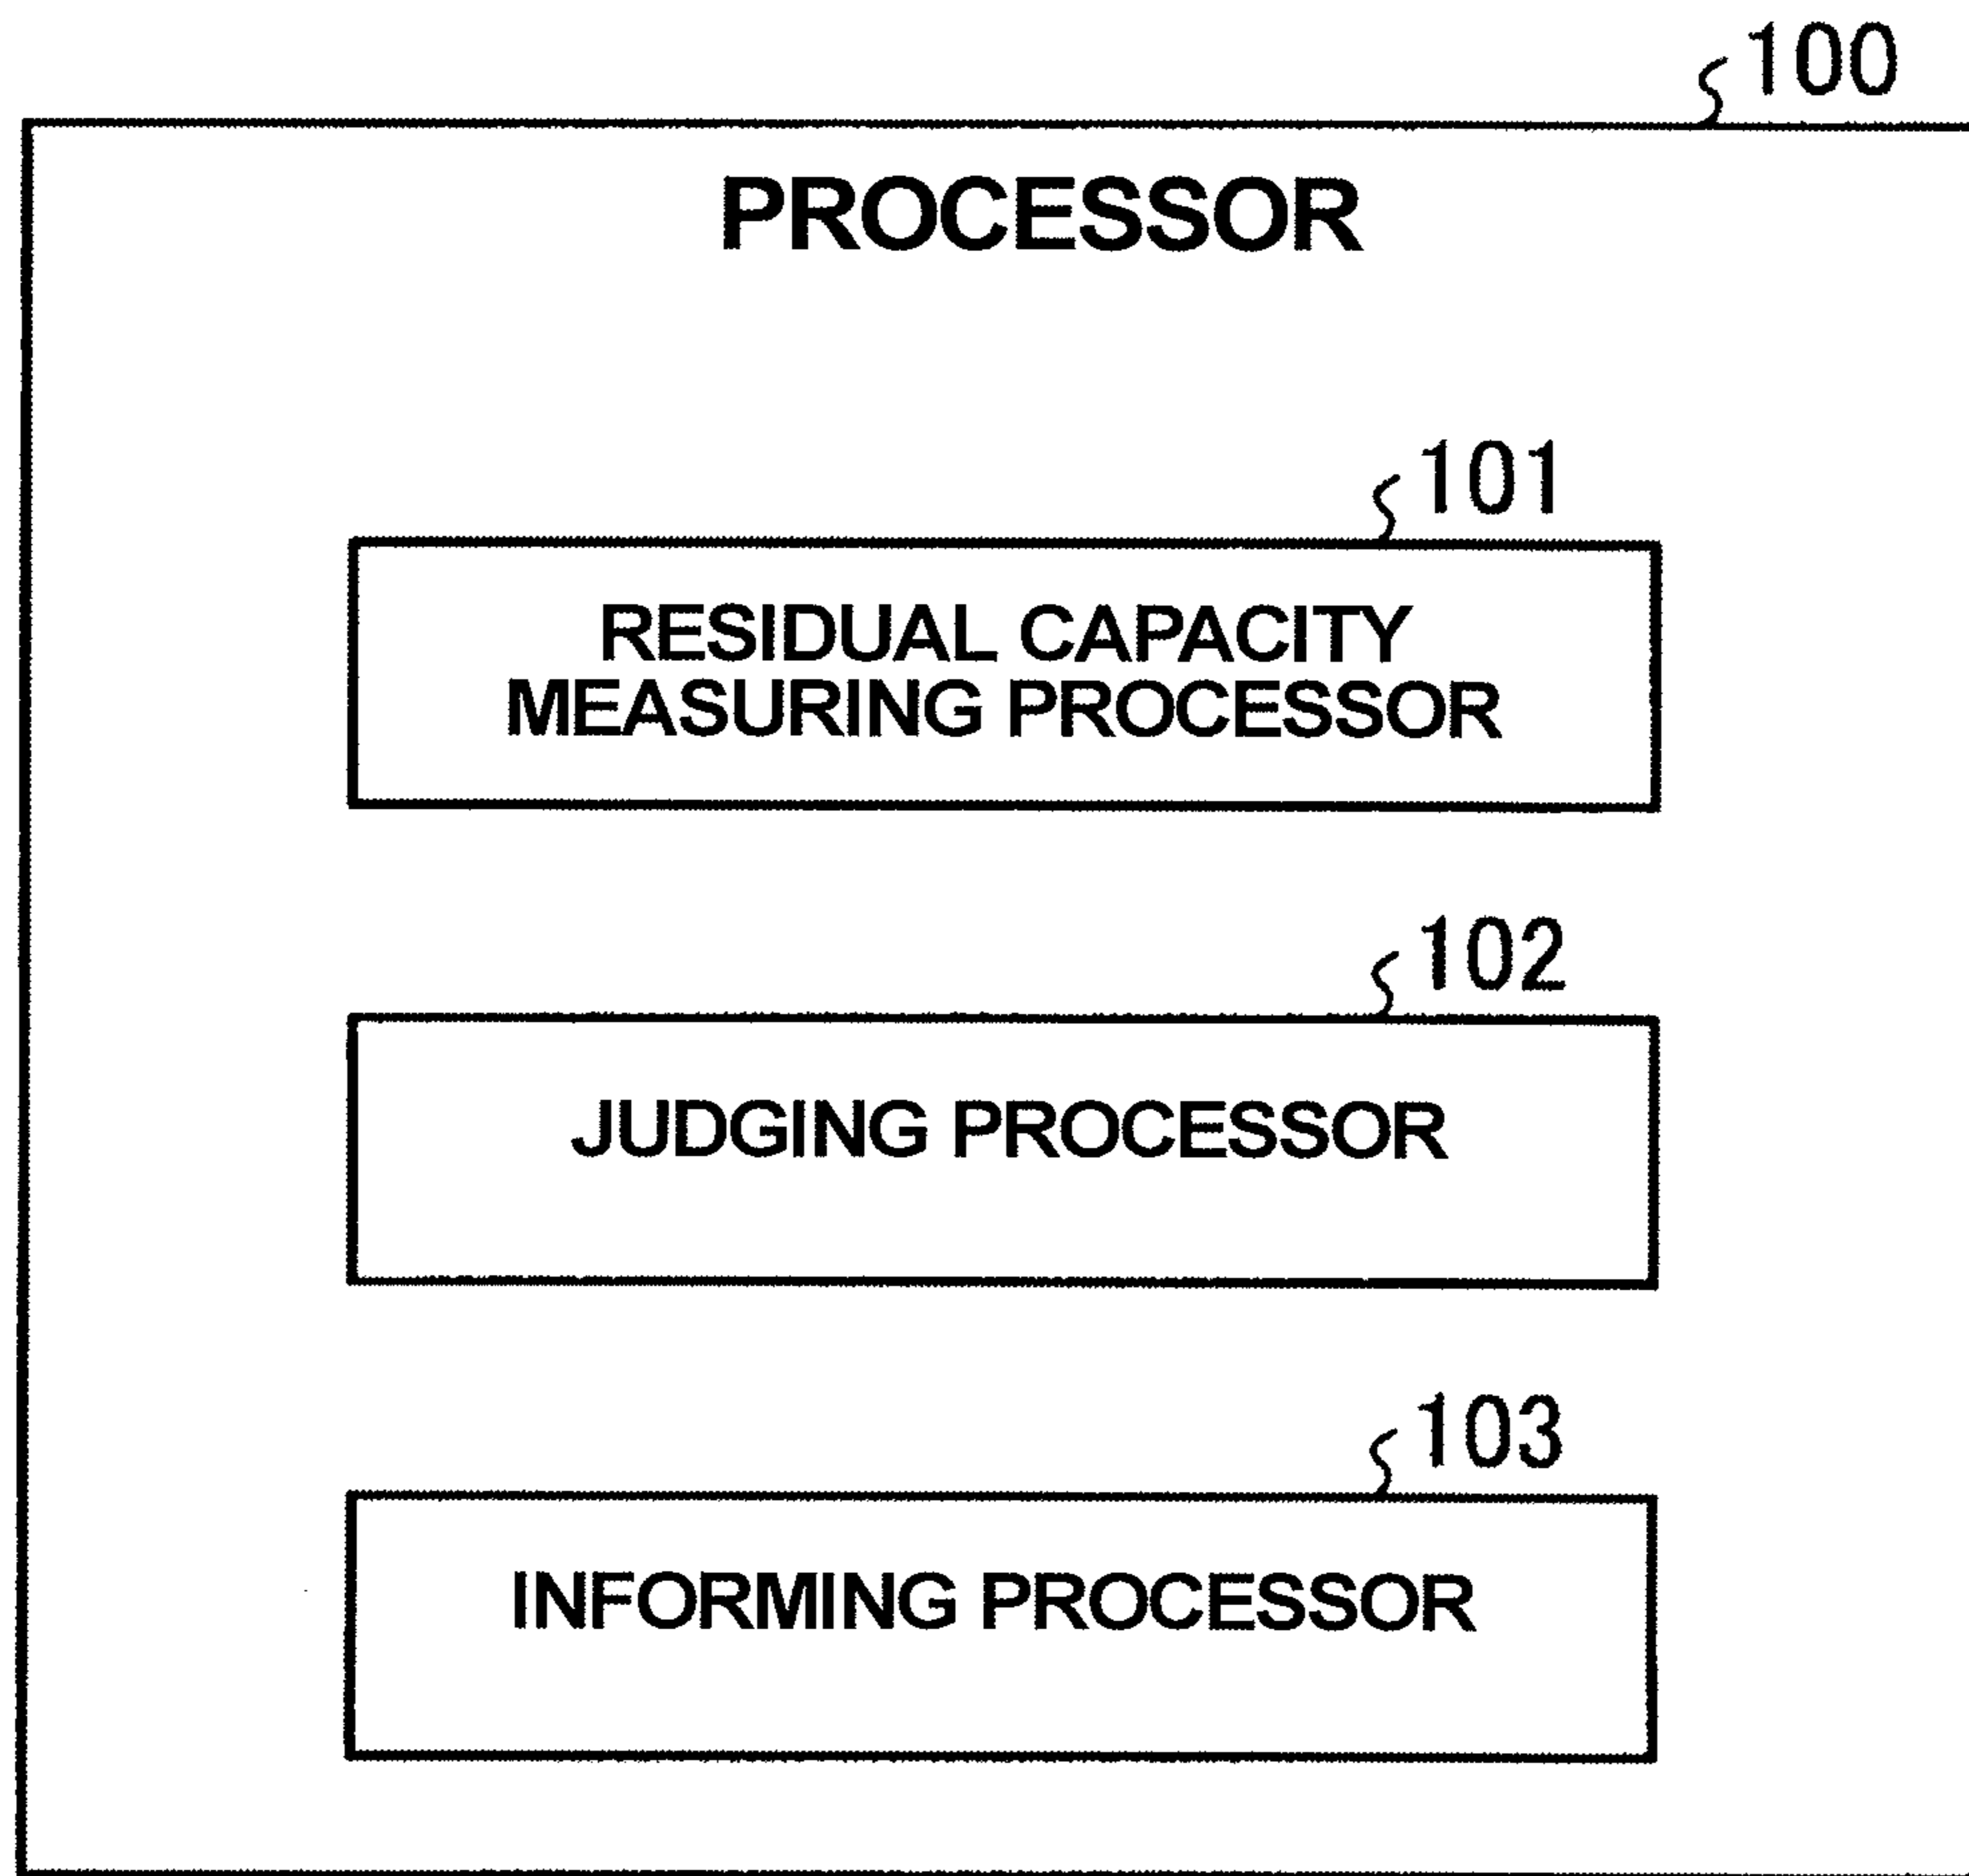 100
PROCESSOR
101
RESIDUAL CAPACITY
MEASURING PROCESSOR
102
JUDGING PROCESSOR
103
INFORMING PROCESSOR